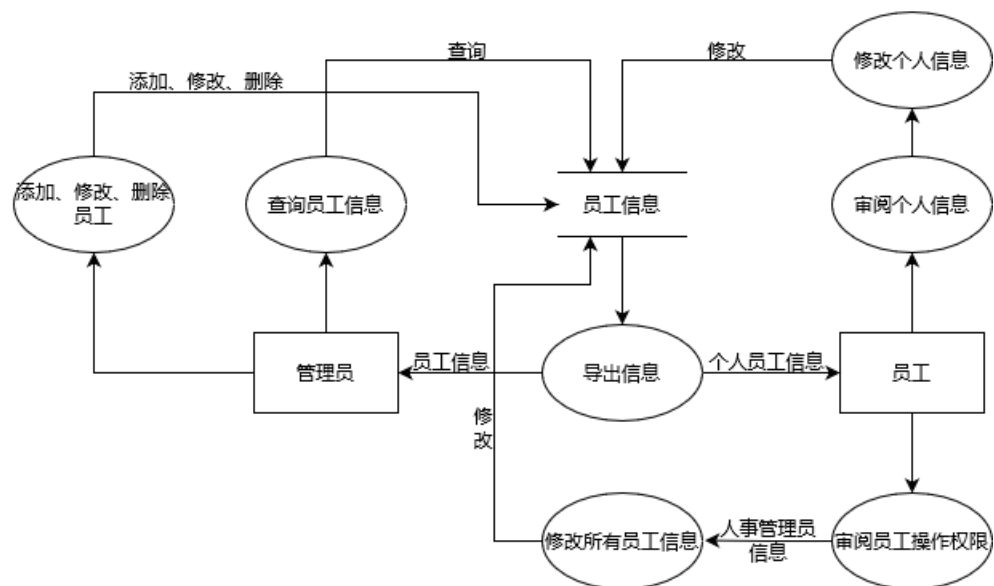 查询
修改
修改个人信息
添加、修改、删除
添加、修改、删除
员工
查询员工信息
员工信息
审阅个人信息
管理员
员工信息
导出信息
个人员工信息
员工
修
改
修改所有员工信息
人事管理员
信息
审阅员工操作权限